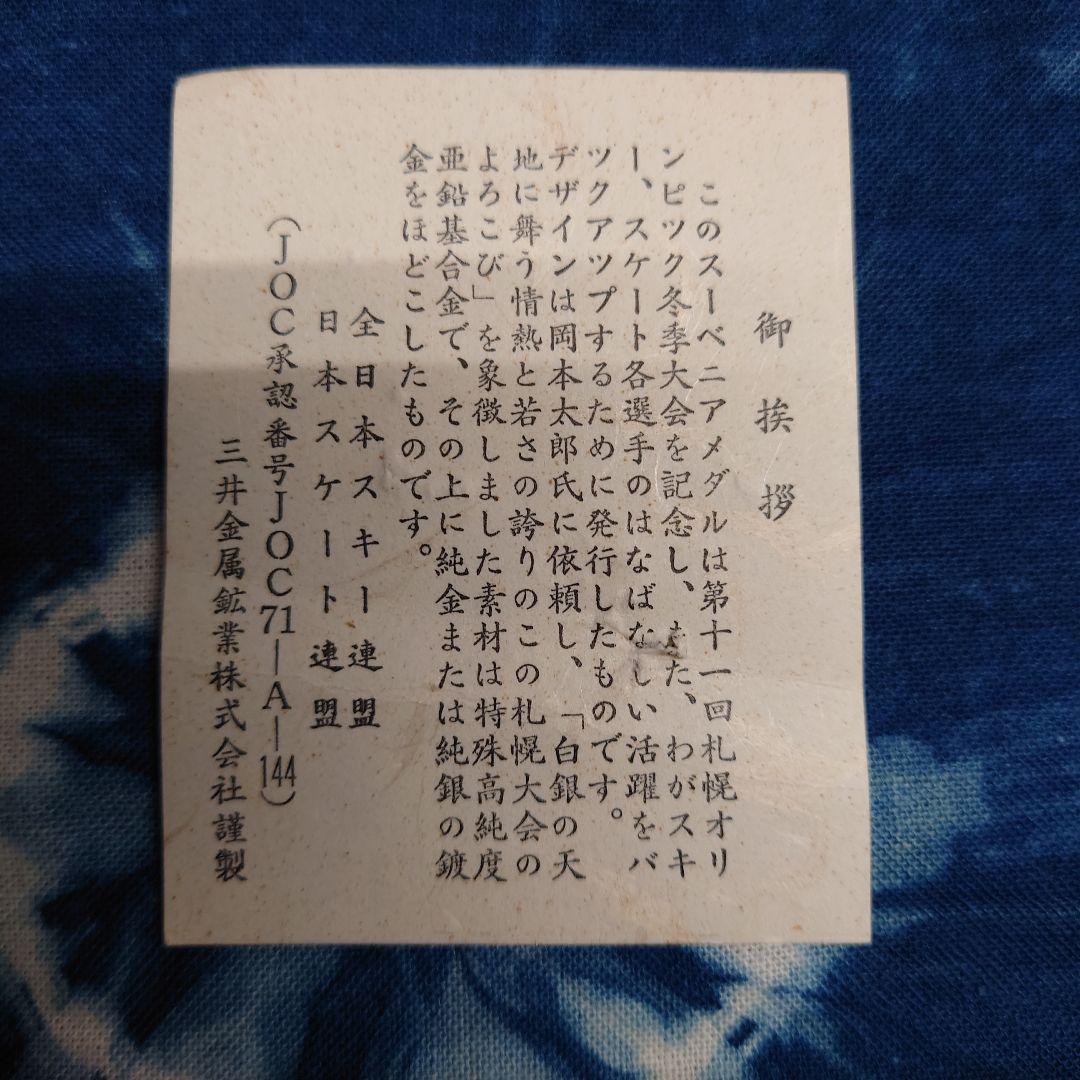 御挨拶
このスーベニアメダルは第十一回札幌オリ
ンピック冬季大会を記念し、また、わがスキ
ー、スケート各選手のはなばなしい活躍をバ
ツクアツプするために発行したものです。
デザインは岡本太郎氏に依頼し、「白銀の天
地に舞う情熱と若さの誇りのこの札幌大会の
よろこび」を象徴しました素材は特殊高純度
亜鉛基合金で、その上に純金または純銀の鍍
金をほどこしたものです。
全日本スキー連盟
日本スケート連盟
（JOC承認番号JOC71―A―144）
三井金属鉱業株式会社謹製